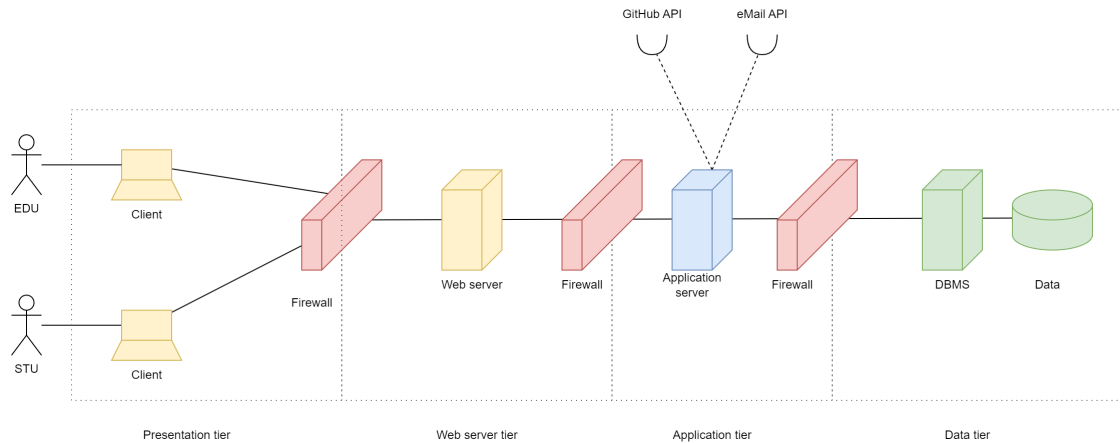 GitHub API
eMail API
EDU
Client
Firewall
Web server
Firewall
Application
server
Firewall
DBMS
Data
STU
Client
Presentation tier
Web server tier
Application tier
Data tier